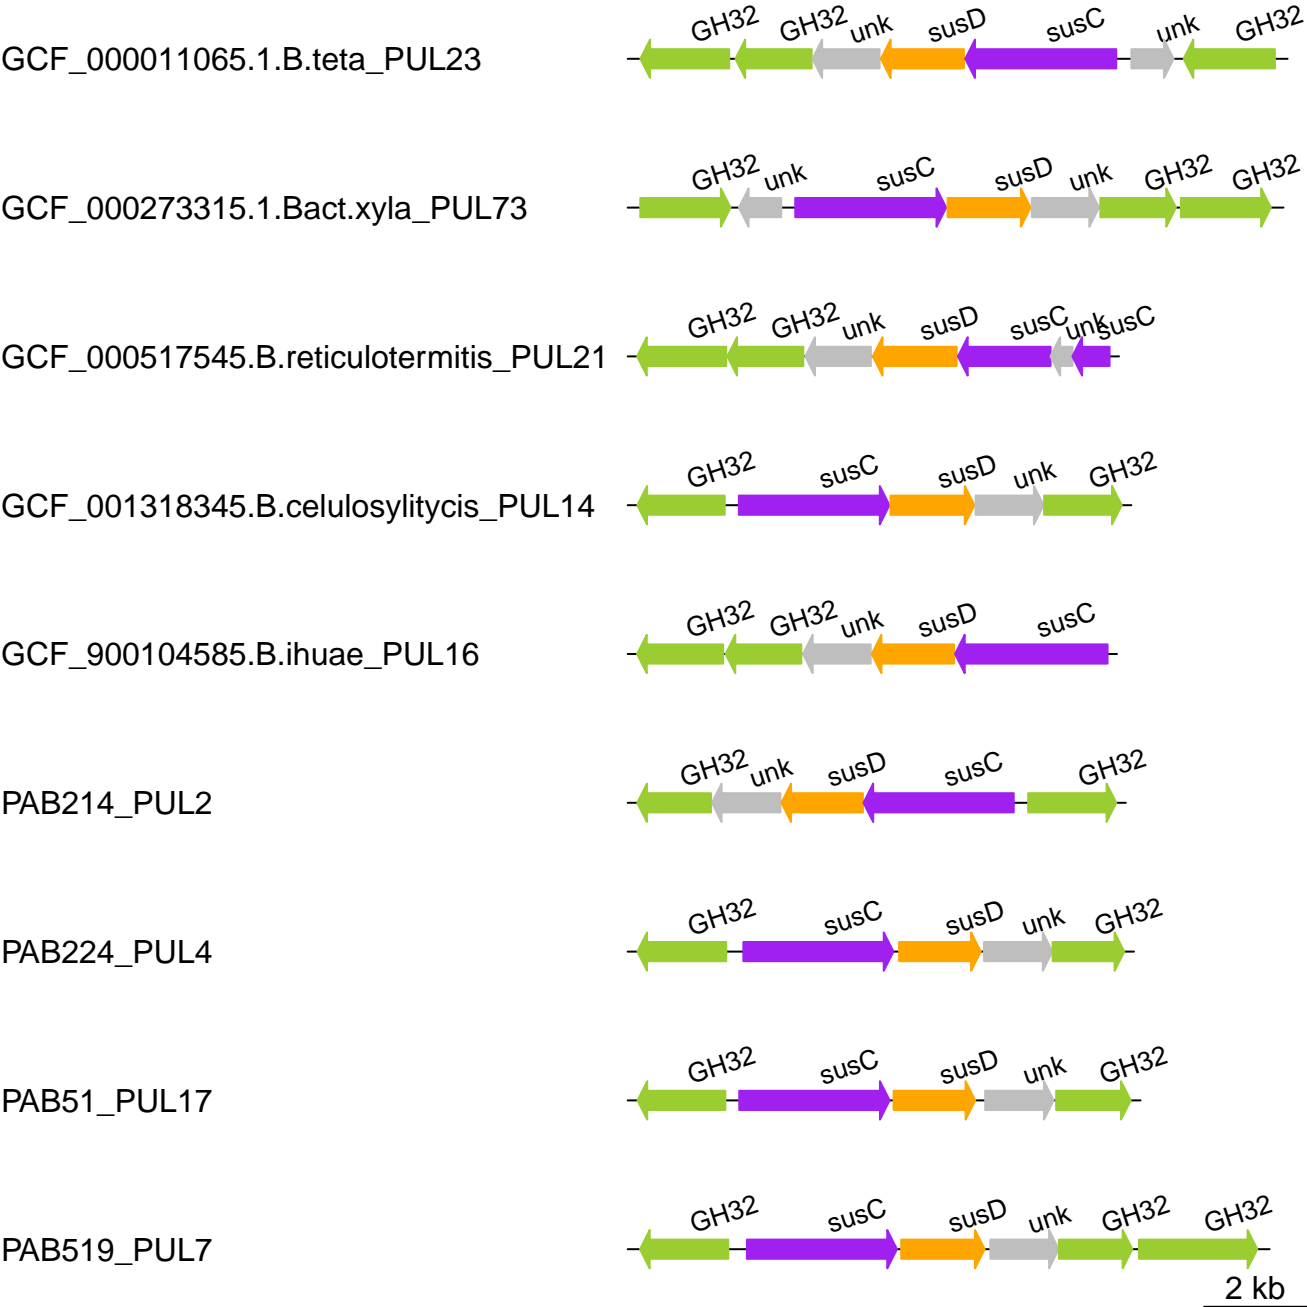 GH32 GH32 unk susD susC unk GH32
GCF_000011065.1.B.teta_PUL23
GH32 unk susC susD unk GH32 GH32
GCF_000273315.1.Bact.xyla_PUL73
GH32 GH32 unk susD susC unk susC
GCF_000517545.B.reticulotermitis_PUL21
GH32 susC susD unk GH32
GCF_001318345.B.celulosylitycis_PUL14
GH32 GH32 unk susD susC
GCF_900104585.B.ihuae_PUL16
GH32 unk susD susC GH32
PAB214_PUL2
GH32 susC susD unk GH32
PAB224_PUL4
GH32 susC susD unk GH32
PAB51_PUL17
GH32 susC susD unk GH32 GH32
PAB519_PUL7
2 kb